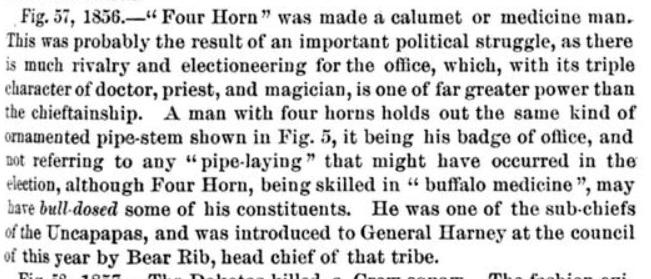 Fig. 57, 1856.—“Four Horn” was made a calumet or medicine man.
This was probably the result of an important political struggle, as there
is much rivalry and electioneering for the office, which, with its triple
character of doctor, priest, and magician, is one of far greater power than
the chieftainship. A man with four horns holds out the same kind of
ornamented pipe-stem shown in Fig. 5, it being his badge of office, and
not referring to any “pipe-laying” that might have occurred in the
election, although Four Horn, being skilled in “buffalo medicine”, may
have bull-dosed some of his constituents. He was one of the sub-chiefs
of the Uncapapas, and was introduced to General Harney at the council
of this year by Bear Rib, head chief of that tribe.